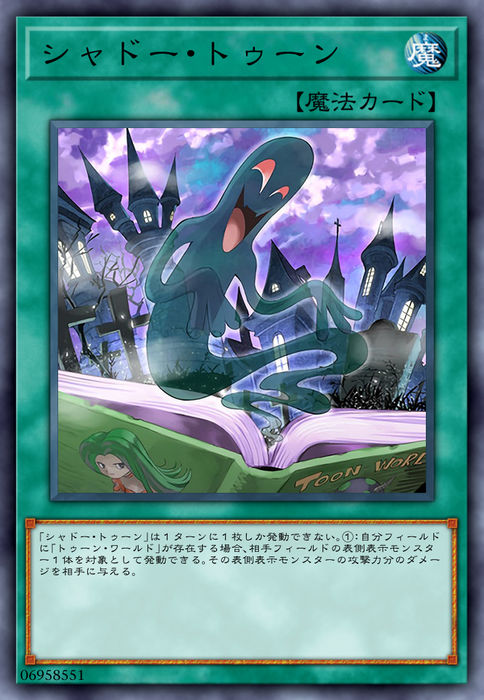 シャドー・トゥーン
魔
【魔法カード】
TOON WORL
「シャドー・トゥーン」は1ターンに1枚しか発動できない。①:自分フィールド
に「トゥーン・ワールド」が存在する場合、相手フィールドの表側表示モンスタ
ー1体を対象として発動できる。その表側表示モンスターの攻撃力分のダメー
ジを相手に与える。
06958551